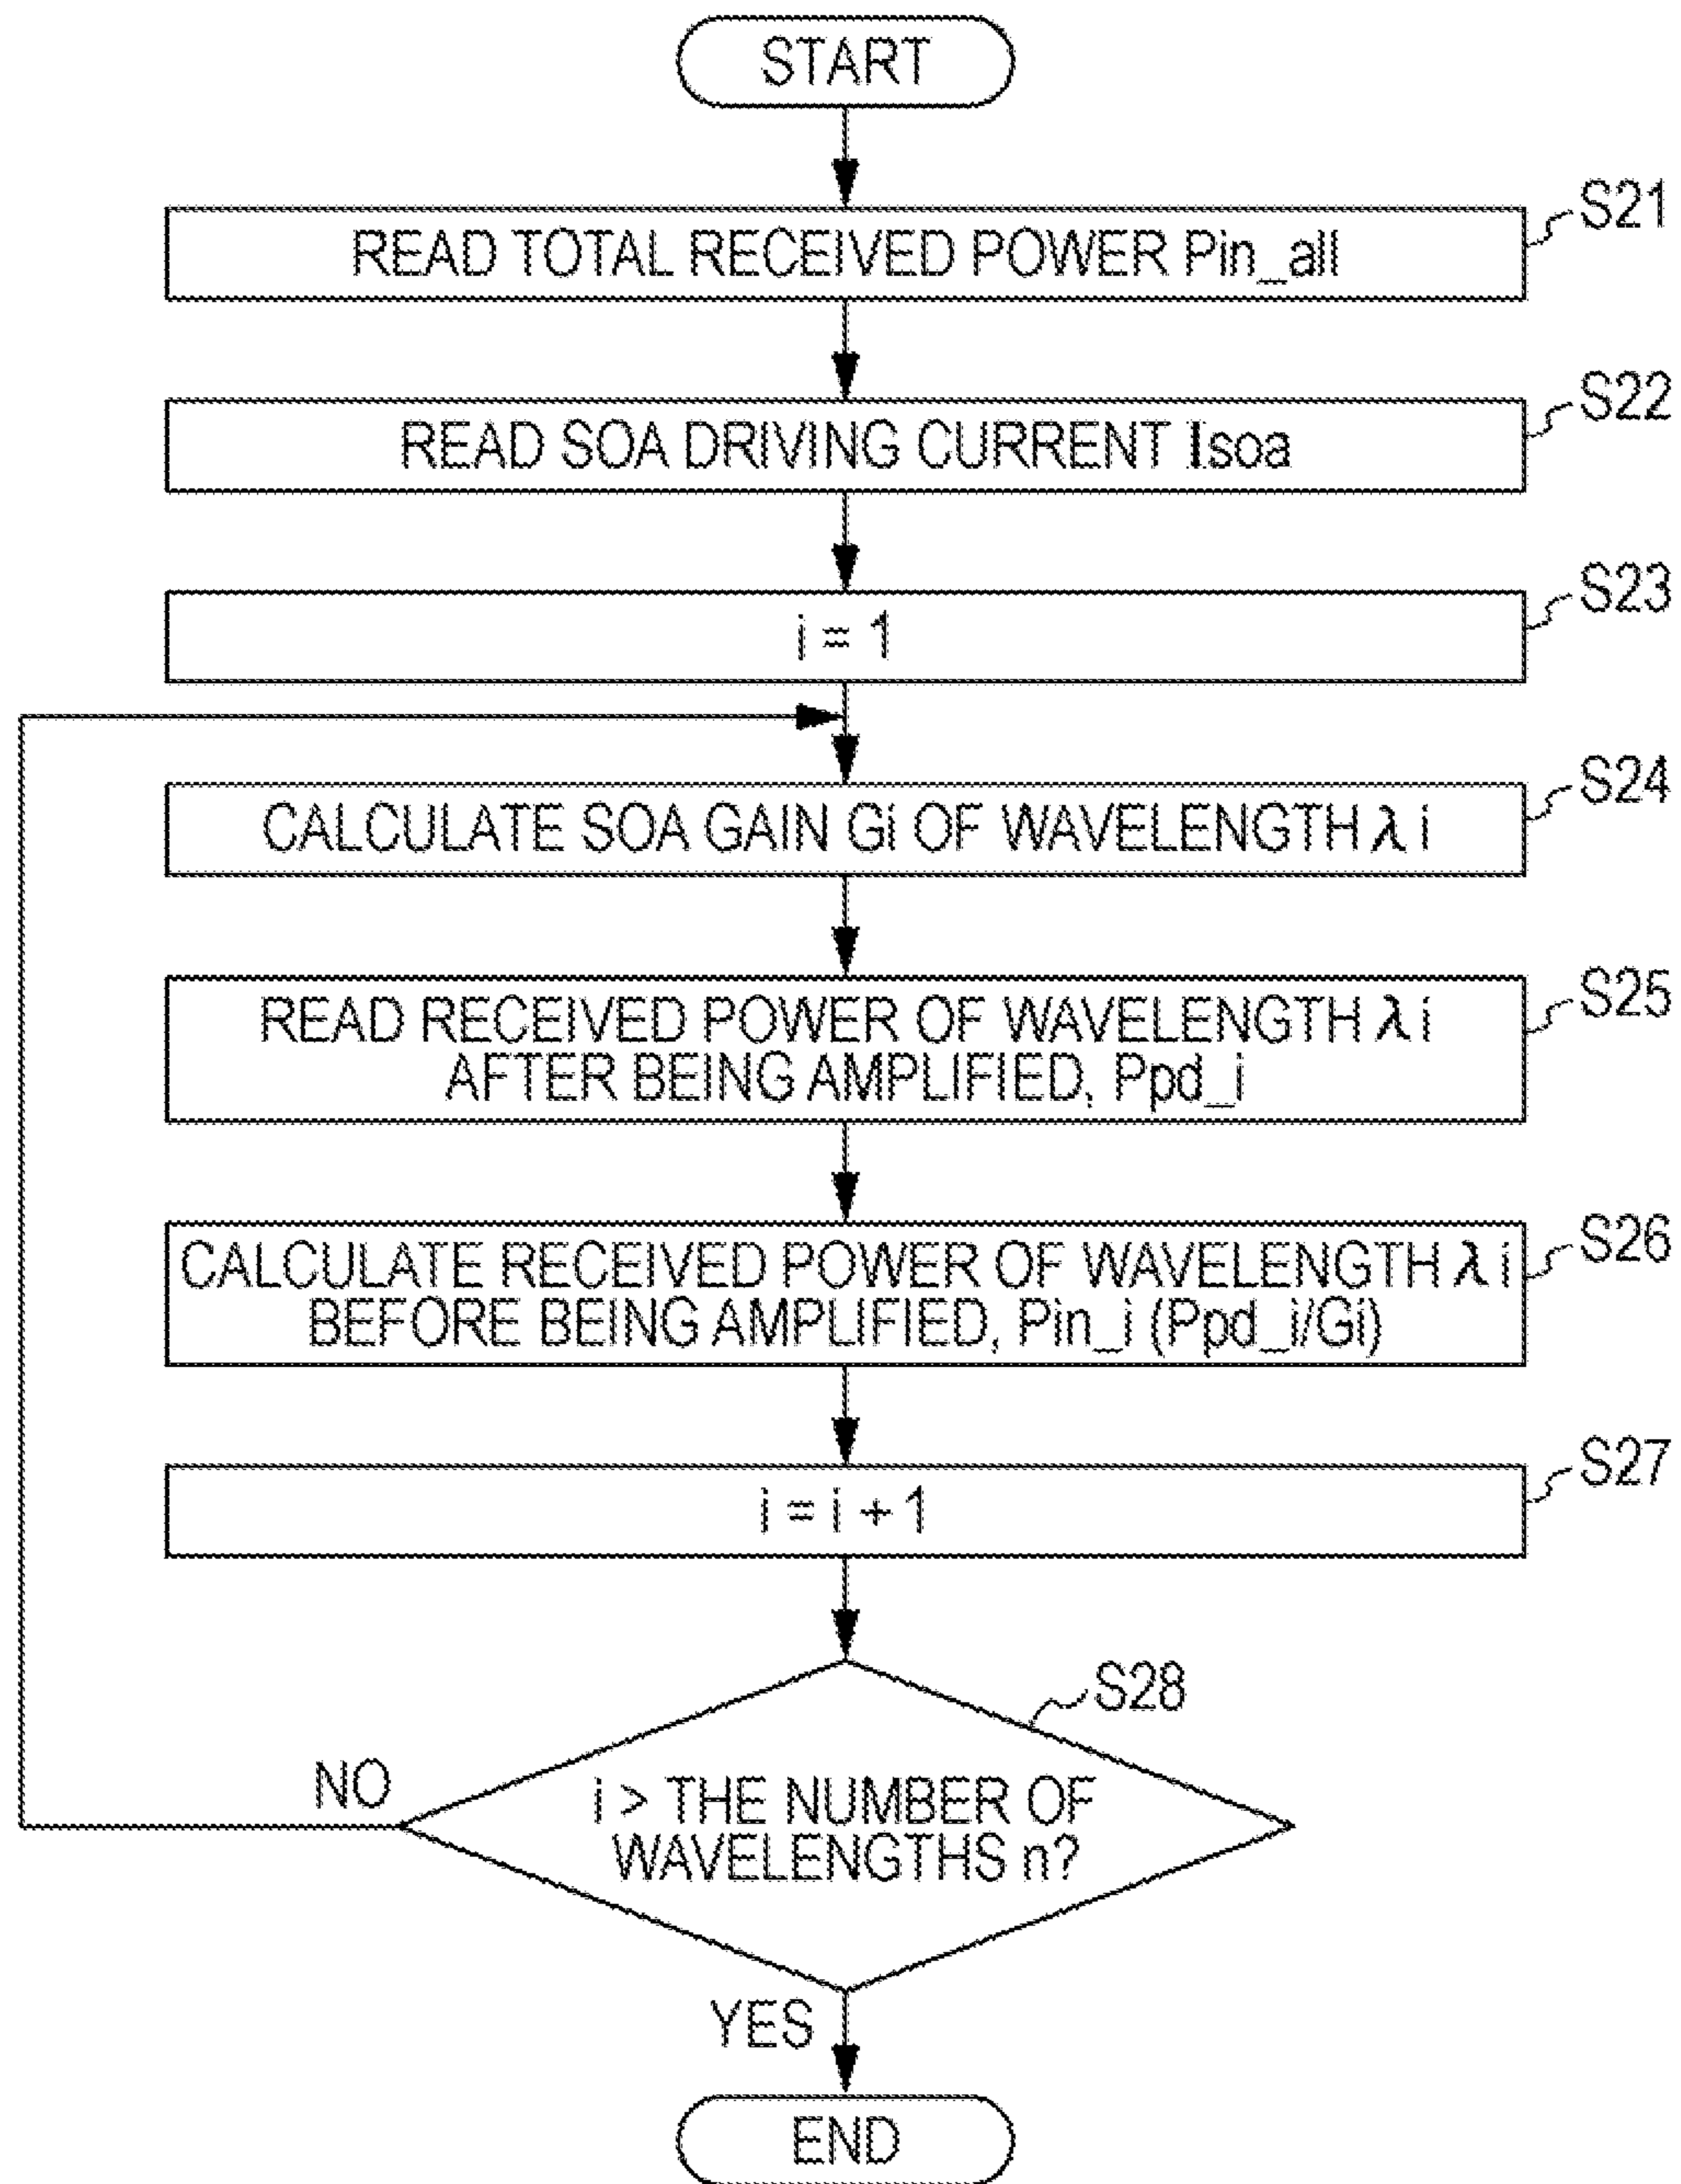 START
S21
READ TOTAL RECEIVED POWER Pin_all
S22
READ SOA DRIVING CURRENT Isoa
S23
i = 1
S24
CALCULATE SOA GAIN Gi OF WAVELENGTH λ i
S25
READ RECEIVED POWER OF WAVELENGTH λ i
AFTER BEING AMPLIFIED, Ppd_i
S26
CALCULATE RECEIVED POWER OF WAVELENGTH λ i
BEFORE BEING AMPLIFIED, Pin_i (Ppd_i/Gi)
S27
i = i + 1
S28
NO
i > THE NUMBER OF
WAVELENGTHS n?
YES
END